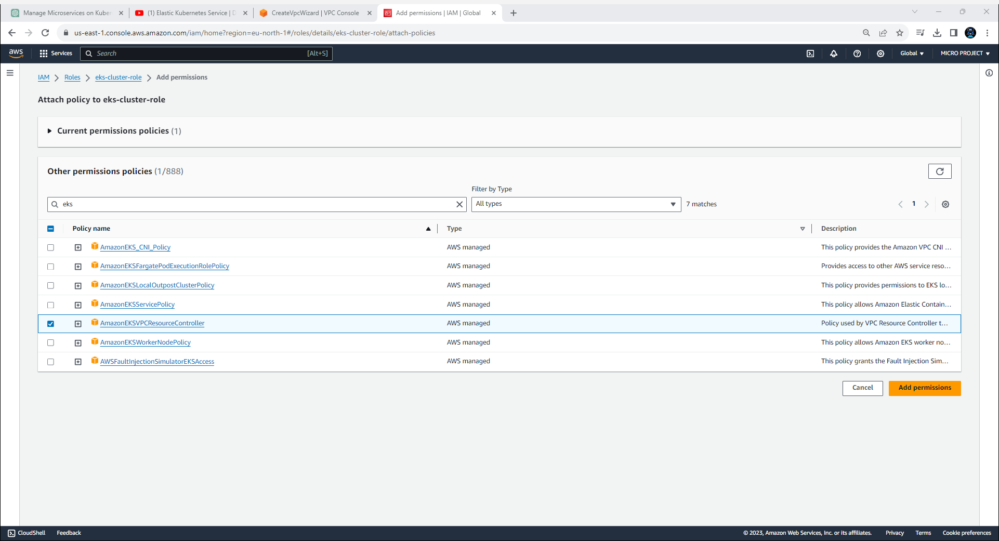 Manage Microservices on Kuber
(1) Elastic Kubernetes Service | D
CreateVpcWizard | VPC Console
Add permissions | IAM | Global
us-east-1.console.aws.amazon.com/iam/home?region=eu-north-1#/roles/details/eks-cluster-role/attach-policies
aws
Services
Search
[Alt+S]
Global
MICRO PROJECT
IAM
Roles
eks-cluster-role
Add permissions
Attach policy to eks-cluster-role
Current permissions policies (1)
Other permissions policies (1/888)
Filter by Type
eks
All types
7 matches
1
Policy name
Type
Description
AmazonEKS_CNI_Policy
AWS managed
This policy provides the Amazon VPC CNI ...
AmazonEKSFargatePodExecutionRolePolicy
AWS managed
Provides access to other AWS service reso...
AmazonEKSLocalOutpostClusterPolicy
AWS managed
This policy provides permissions to EKS lo...
AmazonEKSServicePolicy
AWS managed
This policy allows Amazon Elastic Contain...
AmazonEKSVPCResourceController
AWS managed
Policy used by VPC Resource Controller t...
AmazonEKSWorkerNodePolicy
AWS managed
This policy allows Amazon EKS worker no...
AWSFaultInjectionSimulatorEKSAccess
AWS managed
This policy grants the Fault Injection Sim...
Cancel
Add permissions
CloudShell
Feedback
© 2023, Amazon Web Services, Inc. or its affiliates.
Privacy
Terms
Cookie preferences